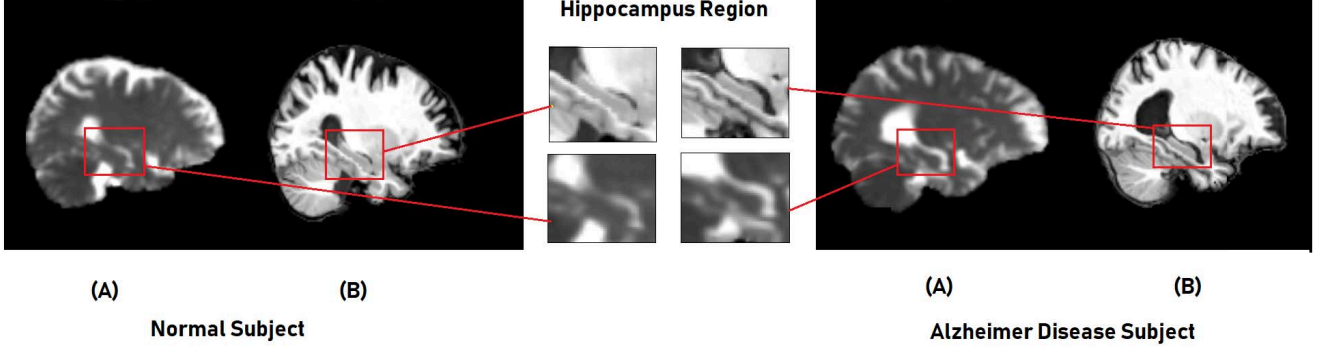 Hippocampus Region
(A)
(B)
(A)
(B)
Normal Subject
Alzheimer Disease Subject